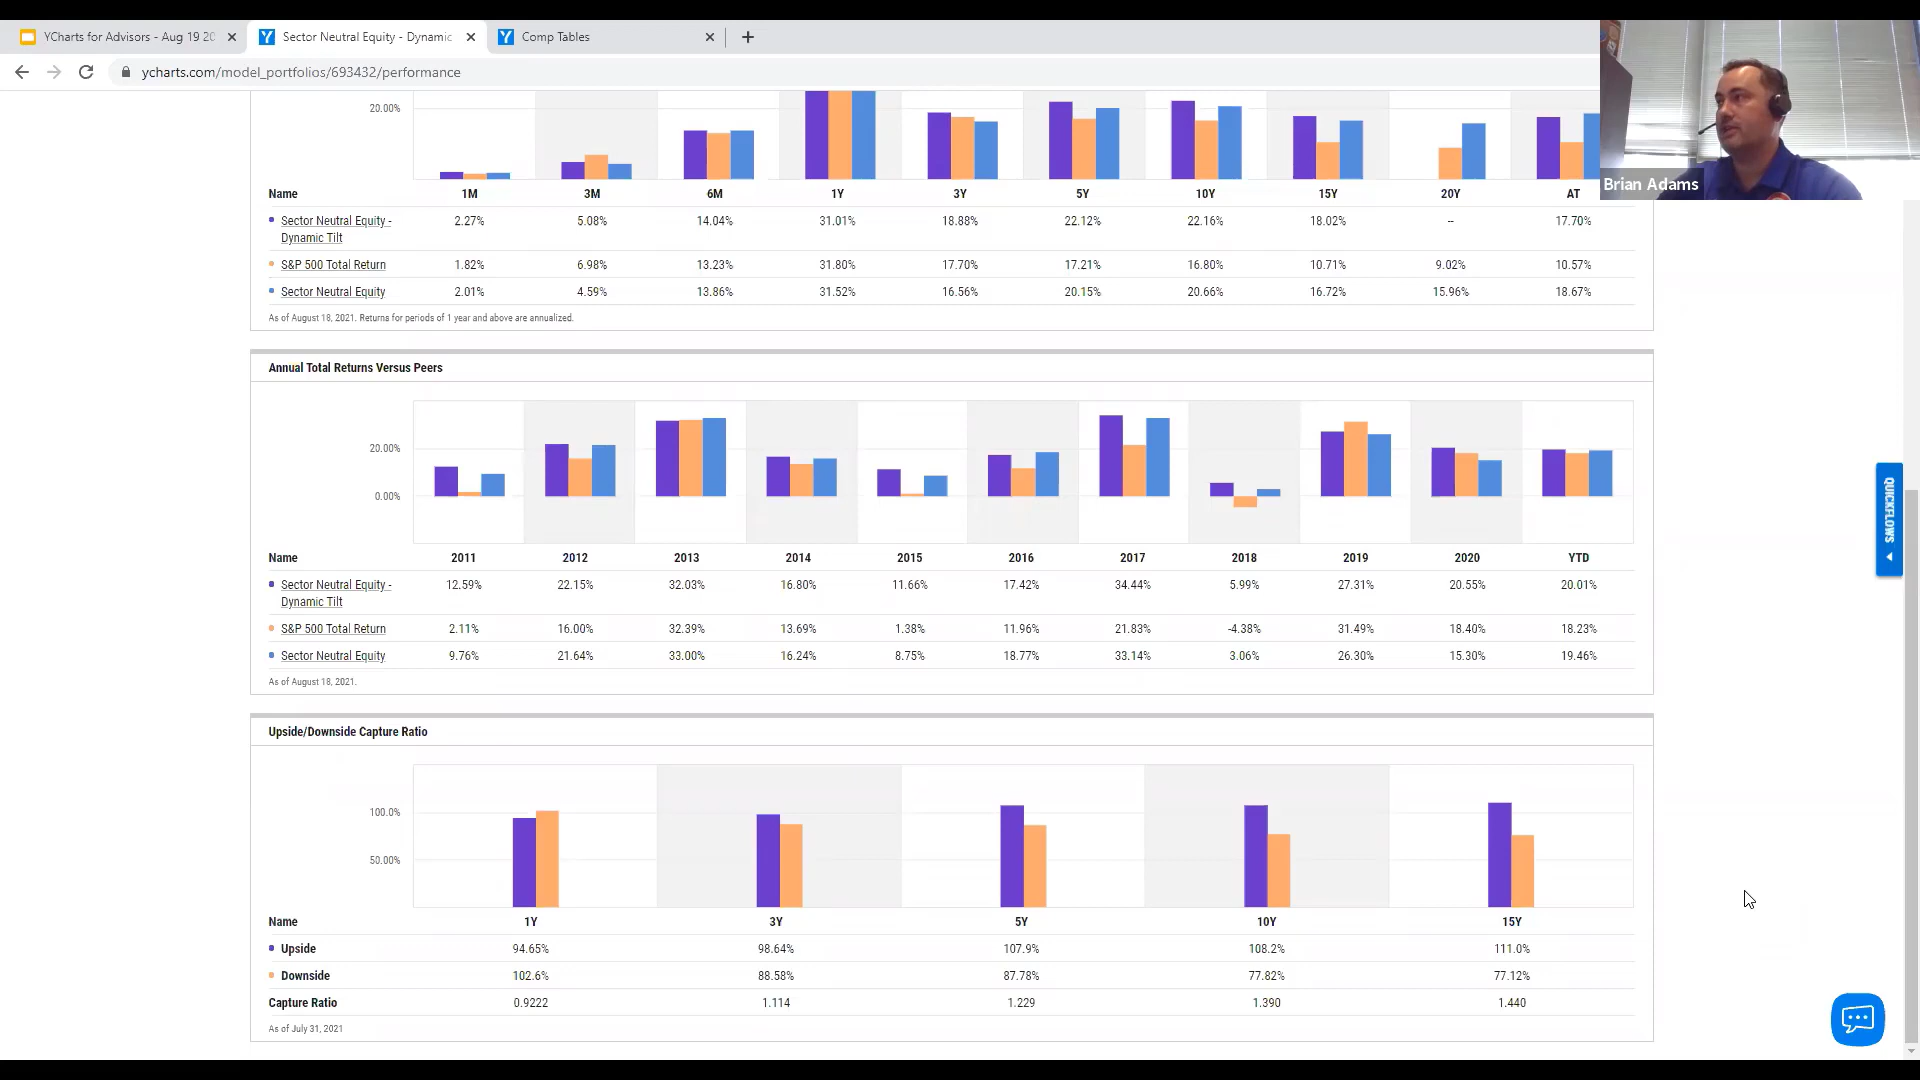 YCharts for Advisors - Aug 19 20
Sector Neutral Equity - Dynamic
Comp Tables
ycharts.com/model_portfolios/693432/performance
Brian Adams
20.00%
Name 1M 3M 6M 1Y 3Y 5Y 10Y 15Y 20Y AT
Sector Neutral Equity - Dynamic Tilt 2.27% 5.08% 14.04% 31.01% 18.88% 22.12% 22.16% 18.02% -- 17.70%
S&P 500 Total Return 1.82% 6.98% 13.23% 31.80% 17.70% 17.21% 16.80% 10.71% 9.02% 10.57%
Sector Neutral Equity 2.01% 4.59% 13.86% 31.52% 16.56% 20.15% 20.66% 16.72% 15.96% 18.67%
As of August 18, 2021. Returns for periods of 1 year and above are annualized.
Annual Total Returns Versus Peers
20.00%
0.00%
Name 2011 2012 2013 2014 2015 2016 2017 2018 2019 2020 YTD
Sector Neutral Equity - Dynamic Tilt 12.59% 22.15% 32.03% 16.80% 11.66% 17.42% 34.44% 5.99% 27.31% 20.55% 20.01%
S&P 500 Total Return 2.11% 16.00% 32.39% 13.69% 1.38% 11.96% 21.83% -4.38% 31.49% 18.40% 18.23%
Sector Neutral Equity 9.76% 21.64% 33.00% 16.24% 8.75% 18.77% 33.14% 3.06% 26.30% 15.30% 19.46%
As of August 18, 2021.
QUICKFLOWS
Upside/Downside Capture Ratio
100.0%
50.00%
Name 1Y 3Y 5Y 10Y 15Y
Upside 94.65% 98.64% 107.9% 108.2% 111.0%
Downside 102.6% 88.58% 87.78% 77.82% 77.12%
Capture Ratio 0.9222 1.114 1.229 1.390 1.440
As of July 31, 2021